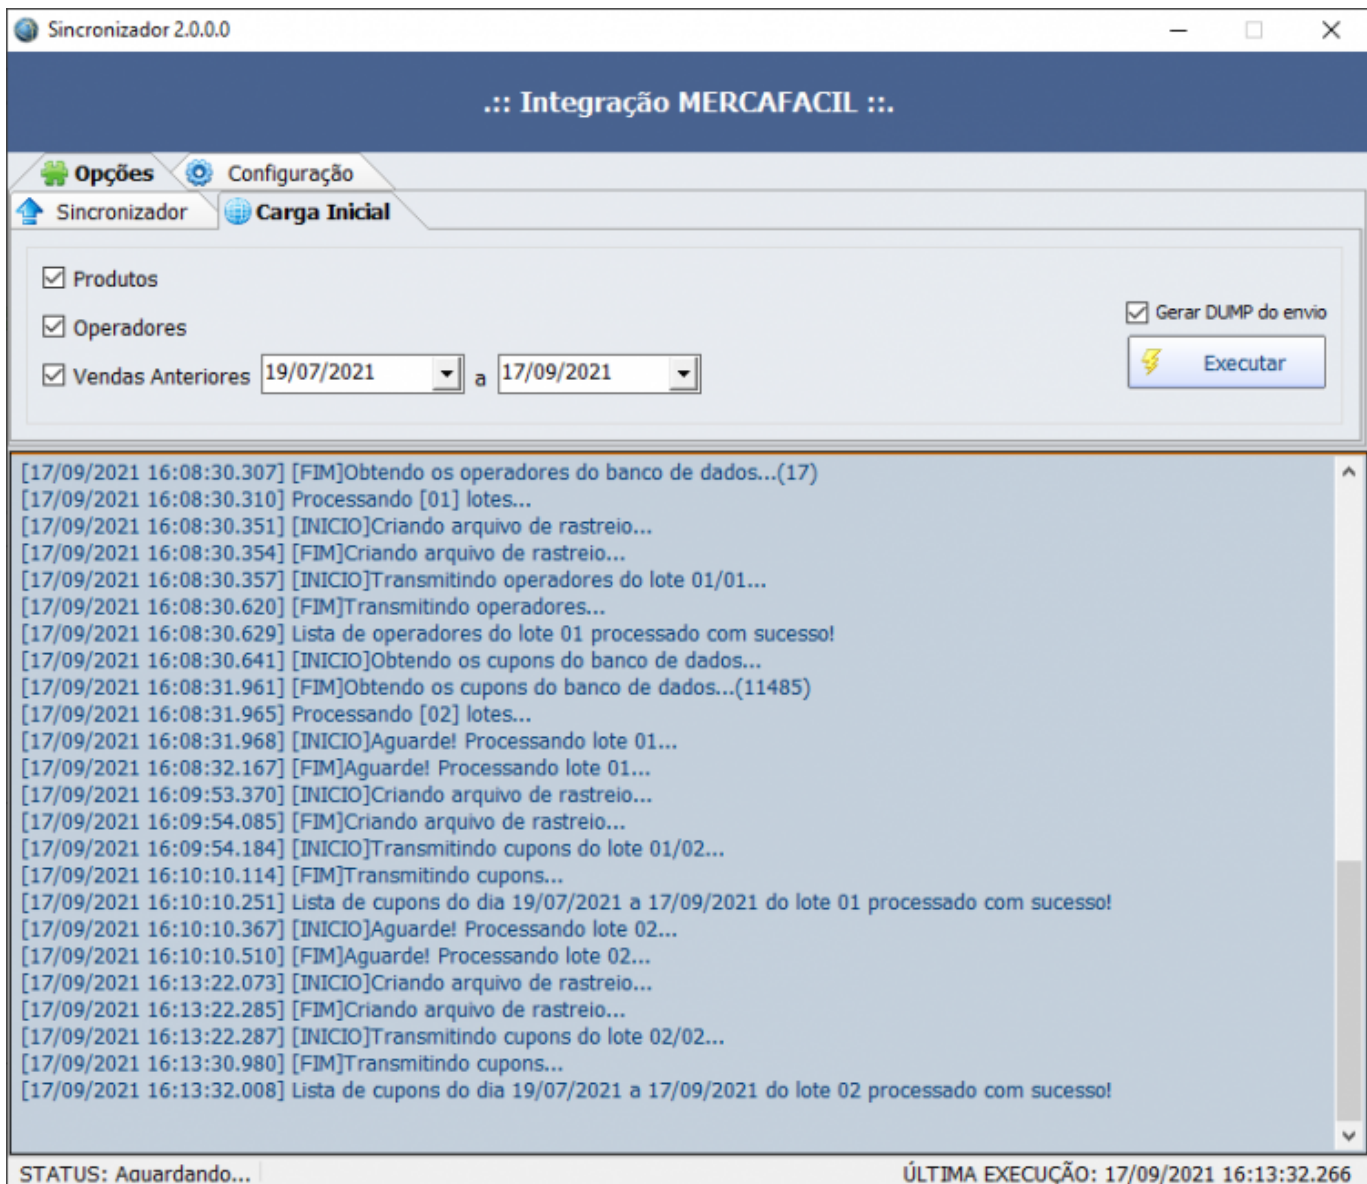 Sincronizador 2.0.0.0
.:: Integração MERCAFACIL ::.
Opções Configuração
Sincronizador Carga Inicial
Produtos
Operadores
Gerar DUMP do envio
Vendas Anteriores 19/07/2021 a 17/09/2021
Executar
[17/09/2021 16:08:30.307] [FIM]Obtendo os operadores do banco de dados...(17)
[17/09/2021 16:08:30.310] Processando [01] lotes...
[17/09/2021 16:08:30.351] [INICIO]Criando arquivo de rastreio...
[17/09/2021 16:08:30.354] [FIM]Criando arquivo de rastreio...
[17/09/2021 16:08:30.357] [INICIO]Transmitindo operadores do lote 01/01...
[17/09/2021 16:08:30.620] [FIM]Transmitindo operadores...
[17/09/2021 16:08:30.629] Lista de operadores do lote 01 processado com sucesso!
[17/09/2021 16:08:30.641] [INICIO]Obtendo os cupons do banco de dados...
[17/09/2021 16:08:31.961] [FIM]Obtendo os cupons do banco de dados...(11485)
[17/09/2021 16:08:31.965] Processando [02] lotes...
[17/09/2021 16:08:31.968] [INICIO]Aguarde! Processando lote 01...
[17/09/2021 16:08:32.167] [FIM]Aguarde! Processando lote 01...
[17/09/2021 16:09:53.370] [INICIO]Criando arquivo de rastreio...
[17/09/2021 16:09:54.085] [FIM]Criando arquivo de rastreio...
[17/09/2021 16:09:54.184] [INICIO]Transmitindo cupons do lote 01/02...
[17/09/2021 16:10:10.114] [FIM]Transmitindo cupons...
[17/09/2021 16:10:10.251] Lista de cupons do dia 19/07/2021 a 17/09/2021 do lote 01 processado com sucesso!
[17/09/2021 16:10:10.367] [INICIO]Aguarde! Processando lote 02...
[17/09/2021 16:10:10.510] [FIM]Aguarde! Processando lote 02...
[17/09/2021 16:13:22.073] [INICIO]Criando arquivo de rastreio...
[17/09/2021 16:13:22.285] [FIM]Criando arquivo de rastreio...
[17/09/2021 16:13:22.287] [INICIO]Transmitindo cupons do lote 02/02...
[17/09/2021 16:13:30.980] [FIM]Transmitindo cupons...
[17/09/2021 16:13:32.008] Lista de cupons do dia 19/07/2021 a 17/09/2021 do lote 02 processado com sucesso!
STATUS: Aguardando... ÚLTIMA EXECUÇÃO: 17/09/2021 16:13:32.266